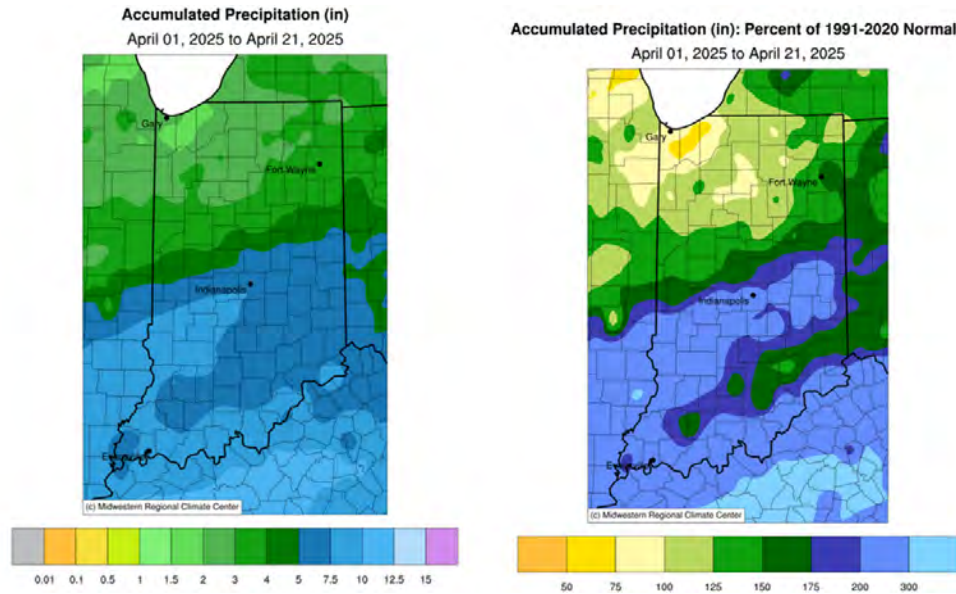 Accumulated Precipitation (in)
April 01, 2025 to April 21, 2025
Gary
Fort Wayne
Indianapolis
(c) Midwestern Regional Climate Center
0.01 0.1 0.5 1 1.5 2 3 4 5 7.5 10 12.5 15
Accumulated Precipitation (in): Percent of 1991-2020 Normal
April 01, 2025 to April 21, 2025
Gary
Fort Wayne
Indianapolis
(c) Midwestern Regional Climate Center
50 75 100 125 150 175 200 300